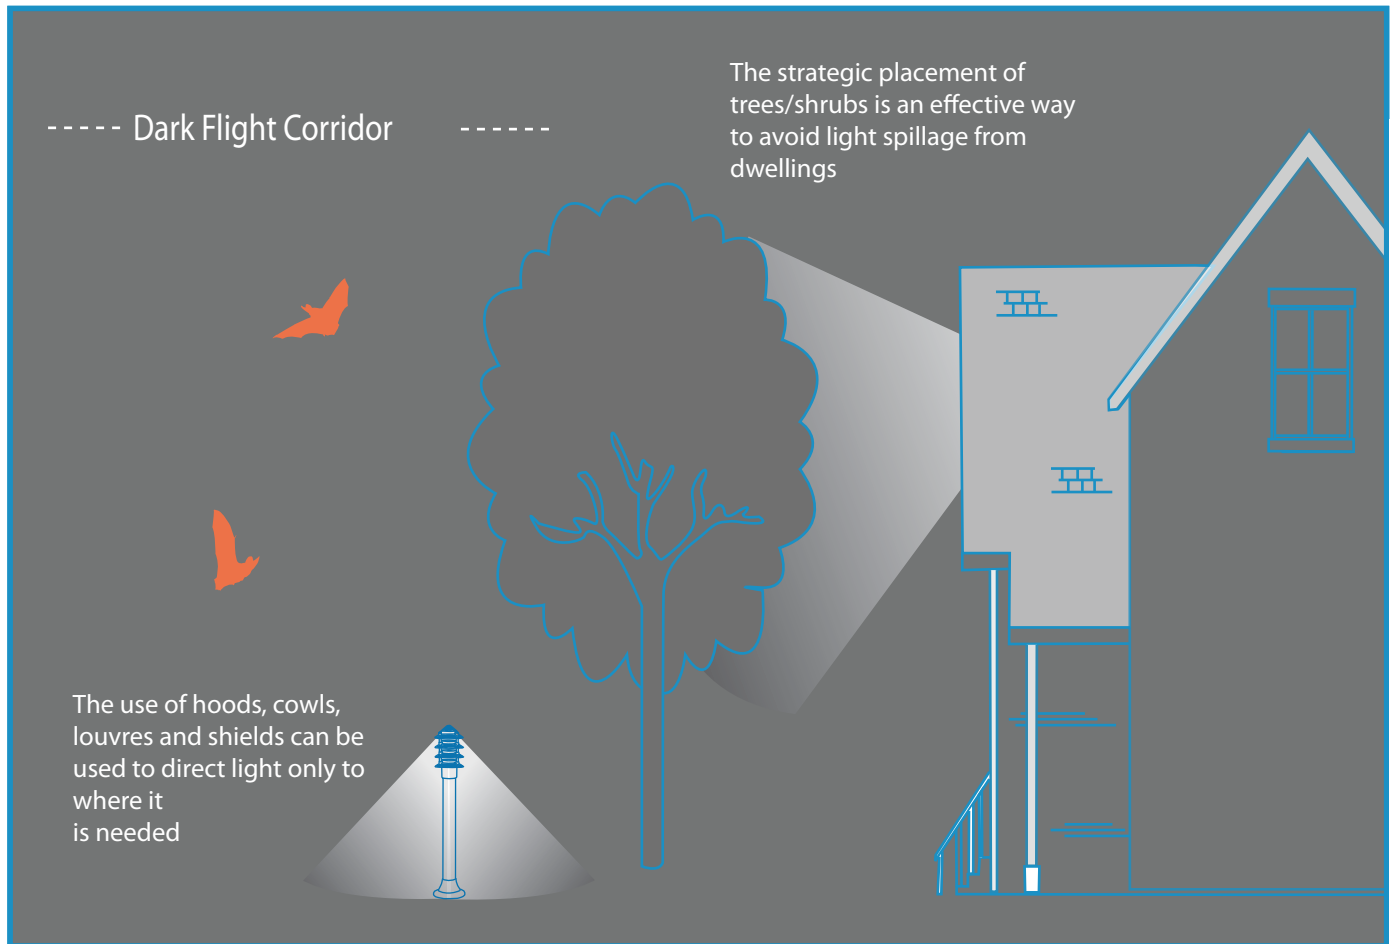 Dark Flight Corridor
The strategic placement of
trees/shrubs is an effective way
to avoid light spillage from
dwellings
The use of hoods, cowls,
louvres and shields can be
used to direct light only to
where it
is needed